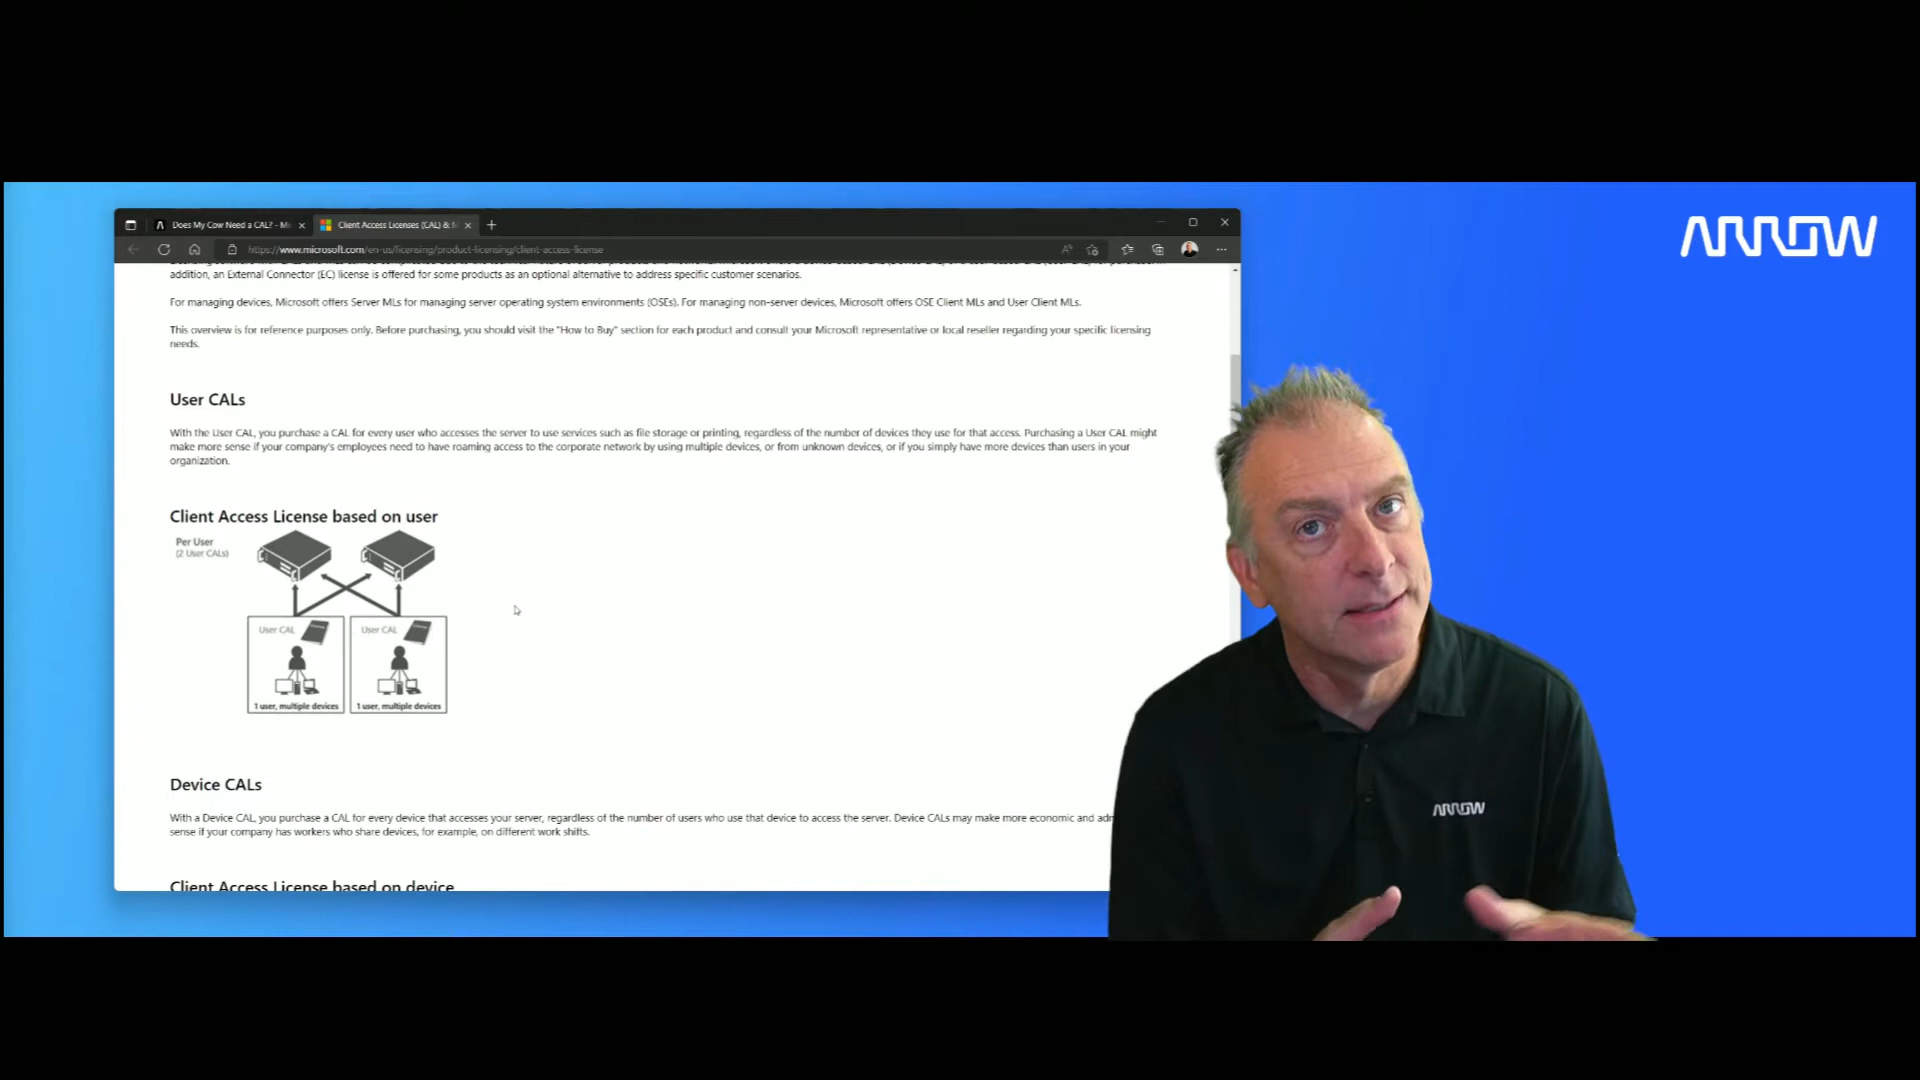 ARROW
Does My Cow Need a CAL? - M
Client Access Licenses (CAL) & M
https://www.microsoft.com/en-us/licensing/product-licensing/client-access-license
addition, an External Connector (EC) license is offered for some products as an optional alternative to address specific customer scenarios.
For managing devices, Microsoft offers Server MLs for managing server operating system environments (OSEs). For managing non-server devices, Microsoft offers OSE Client MLs and User Client MLs.
This overview is for reference purposes only. Before purchasing, you should visit the "How to Buy" section for each product and consult your Microsoft representative or local reseller regarding your specific licensing
needs.
User CALs
With the User CAL, you purchase a CAL for every user who accesses the server to use services such as file storage or printing, regardless of the number of devices they use for that access. Purchasing a User CAL might
make more sense if your company's employees need to have roaming access to the corporate network by using multiple devices, or from unknown devices, or if you simply have more devices than users in your
organization.
Client Access License based on user
Per User
(2 User CALs)
User CAL
User CAL
1 user, multiple devices
1 user, multiple devices
Device CALs
With a Device CAL, you purchase a CAL for every device that accesses your server, regardless of the number of users who use that device to access the server. Device CALs may make more economic and adm
sense if your company has workers who share devices, for example, on different work shifts.
Client Access License based on device
ARROW